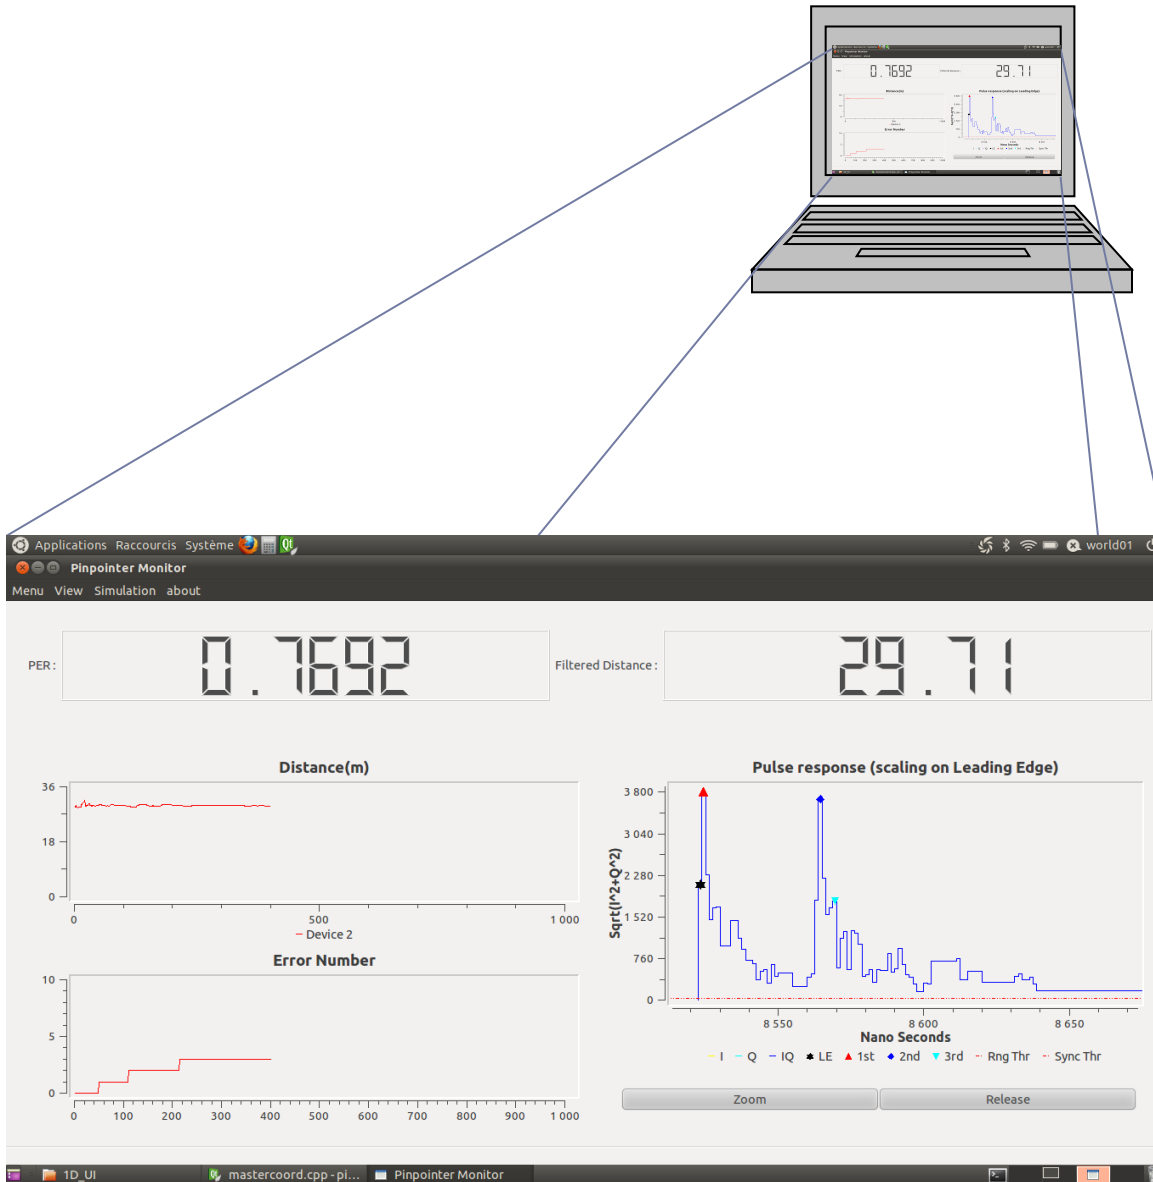 Applications Raccourcis Système
world01
Pinpointer Monitor
Menu View Simulation about
PER :
0.7692
Filtered Distance :
29.71
Distance(m)
36
18
0
0 500 1 000
Device 2
Error Number
10
5
0
0 100 200 300 400 500 600 700 800 900 1 000
Pulse response (scaling on Leading Edge)
Sqrt(I^2+Q^2)
3 800
3 040
2 280
1 520
760
0
8 550 8 600 8 650
Nano Seconds
I Q IQ LE 1st 2nd 3rd Rng Thr Sync Thr
Zoom Release
1D_UI mastercoord.cpp - pi... Pinpointer Monitor